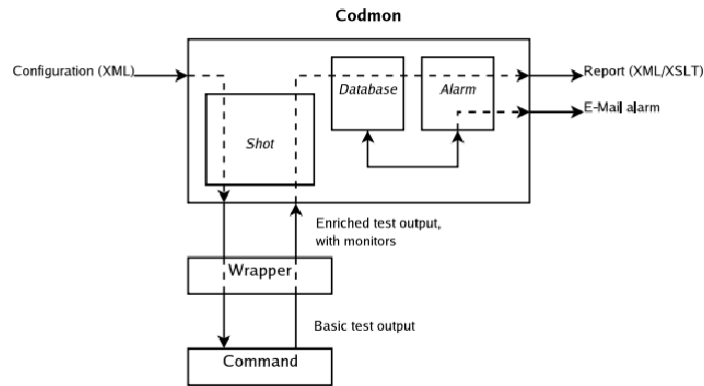 Codmon
Configuration (XML)
Report (XML/XSLT)
Database
Alarm
E-Mail alarm
Shot
Enriched test output,
with monitors
Wrapper
Basic test output
Command